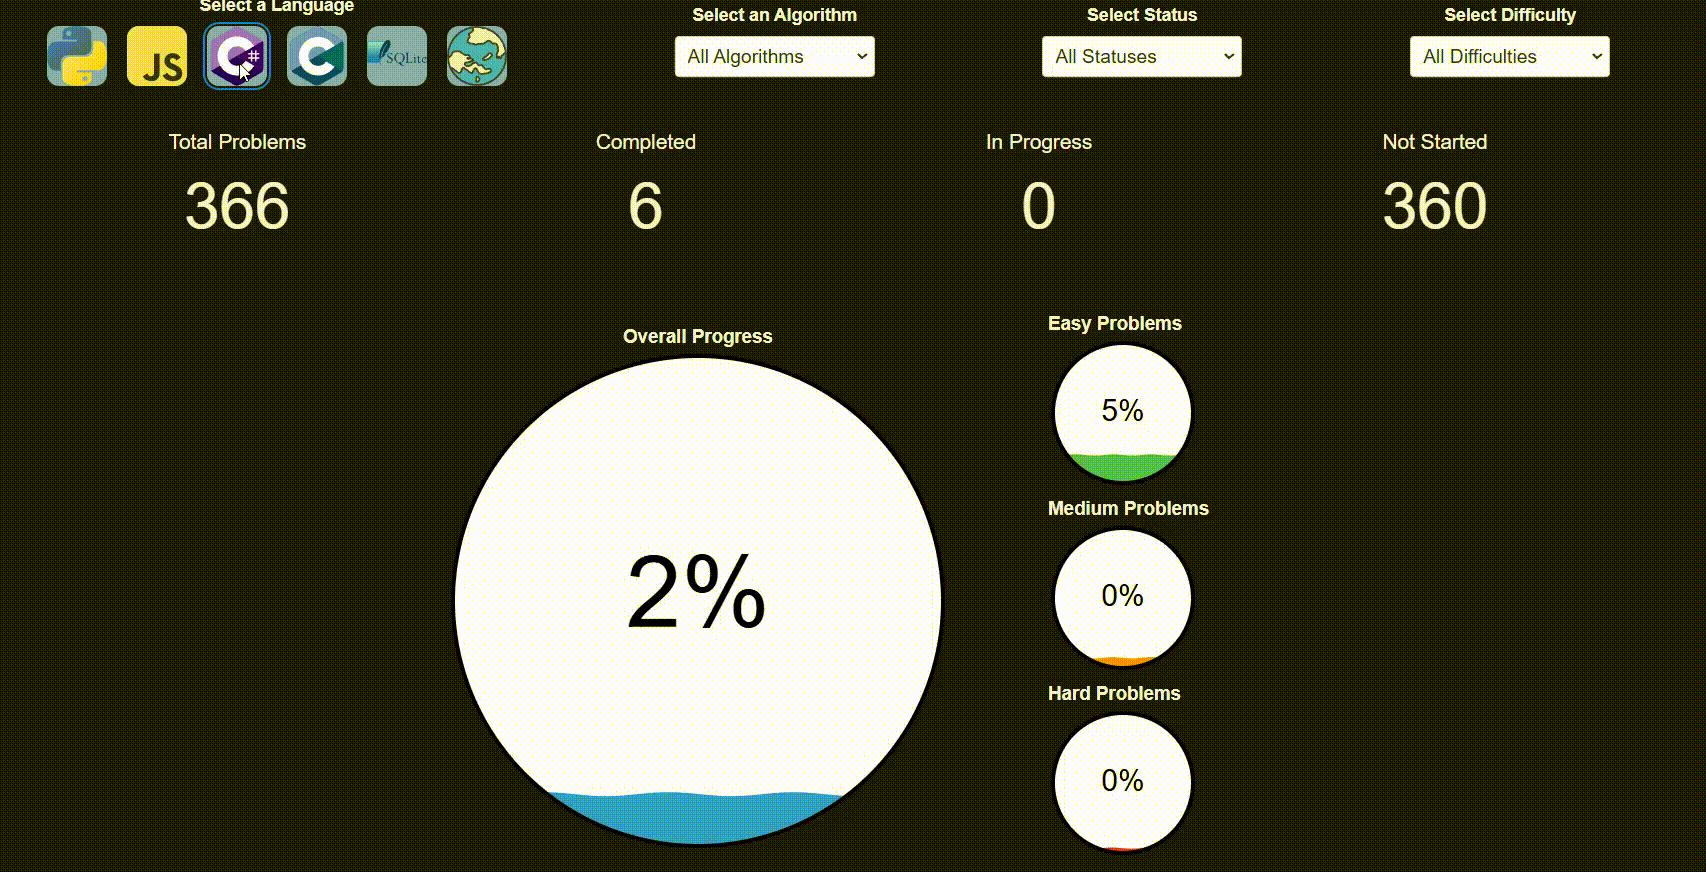 Select a Language
Select an Algorithm
Select Status
Select Difficulty
JS
C#
C
SQLite
All Algorithms
All Statuses
All Difficulties
Total Problems
Completed
In Progress
Not Started
366
6
0
360
Overall Progress
2%
Easy Problems
5%
Medium Problems
0%
Hard Problems
0%